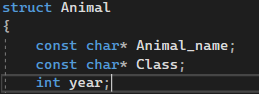 struct Animal
{
const char* Animal_name;
const char* Class;
int year;